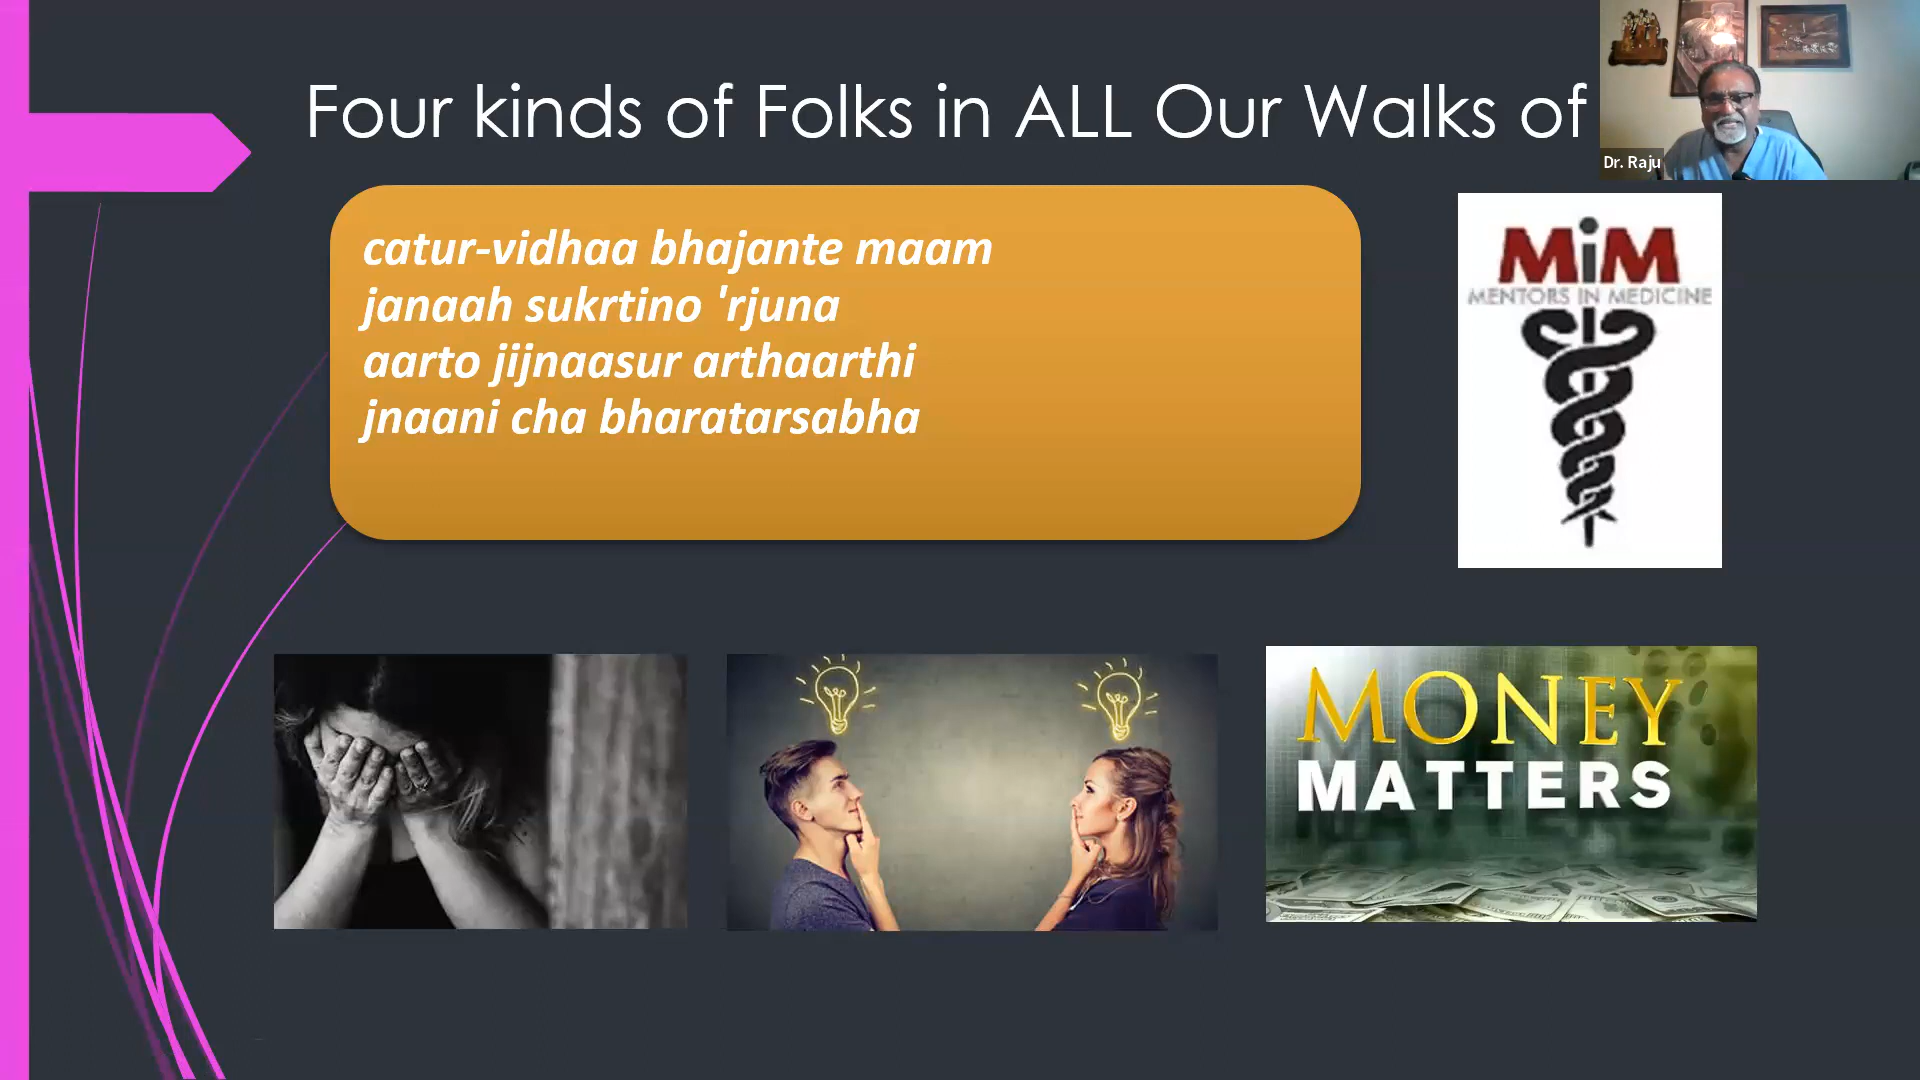 Four kinds of Folks in ALL Our Walks of
Dr. Raju
catur-vidhaa bhajante maam
janaah sukrtino 'rjuna
aarto jijnaasur arthaarthi
jnaani cha bharatarsabha
MiM
MENTORS IN MEDICINE
MONEY
MATTERS